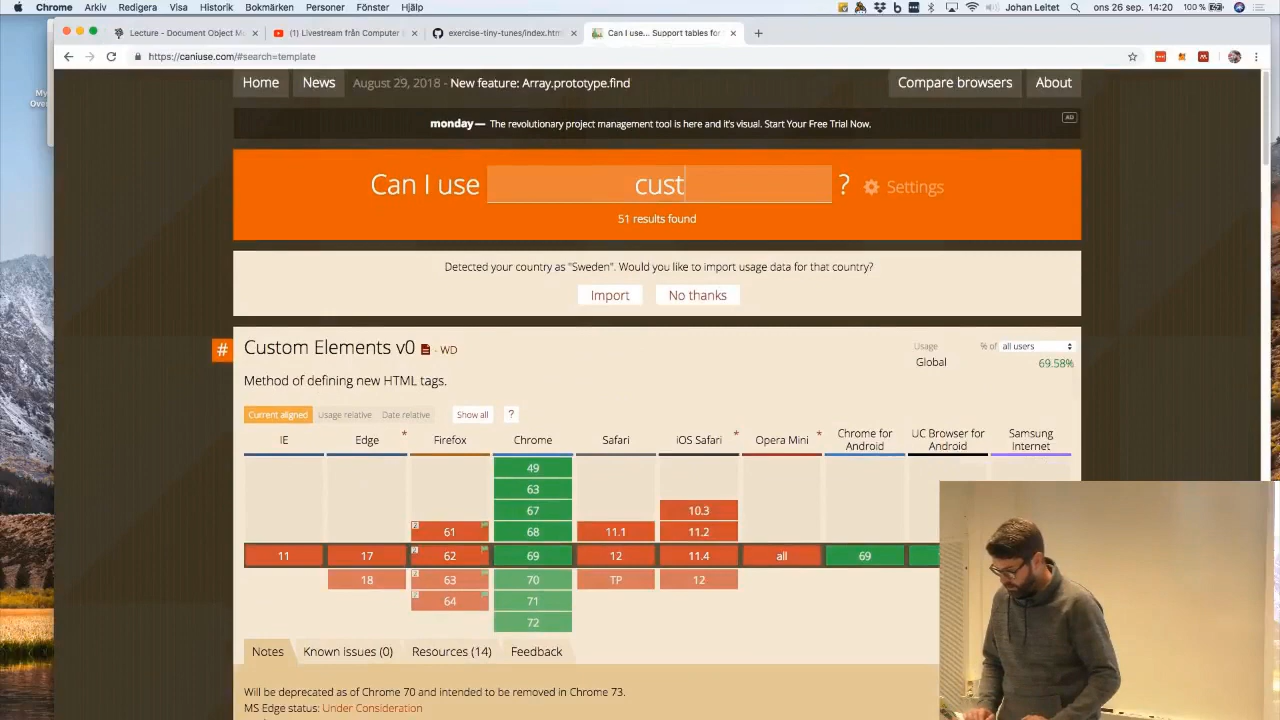 Chrome Arkiv Redigera Visa Historik Bokmärken Personer Fönster Hjälp Johan Leitet ons 26 sep. 14:20 100 %
Lecture - Document Object M
(1) Livestream från Computer
exercise-tiny-tunes/index.htm
Can I use... Support tables for
https://caniuse.com/#search=template
Home News August 29, 2018 - New feature: Array.prototype.find Compare browsers About
monday— The revolutionary project management tool is here and it's visual. Start Your Free Trial Now.
AD
Can I use cust ? Settings
51 results found
Detected your country as "Sweden". Would you like to import usage data for that country?
Import No thanks
# Custom Elements v0 - WD
Usage % of all users
Global 69.58%
Method of defining new HTML tags.
Current aligned Usage relative Date relative Show all ?
IE Edge * Firefox Chrome Safari iOS Safari * Opera Mini * Chrome for Android UC Browser for Android Samsung Internet
49
63
67 10.3
61 68 11.1 11.2
11 17 62 69 12 11.4 all 69
18 63 70 TP 12
64 71
72
Notes Known issues (0) Resources (14) Feedback
Will be deprecated as of Chrome 70 and intended to be removed in Chrome 73.
MS Edge status: Under Consideration